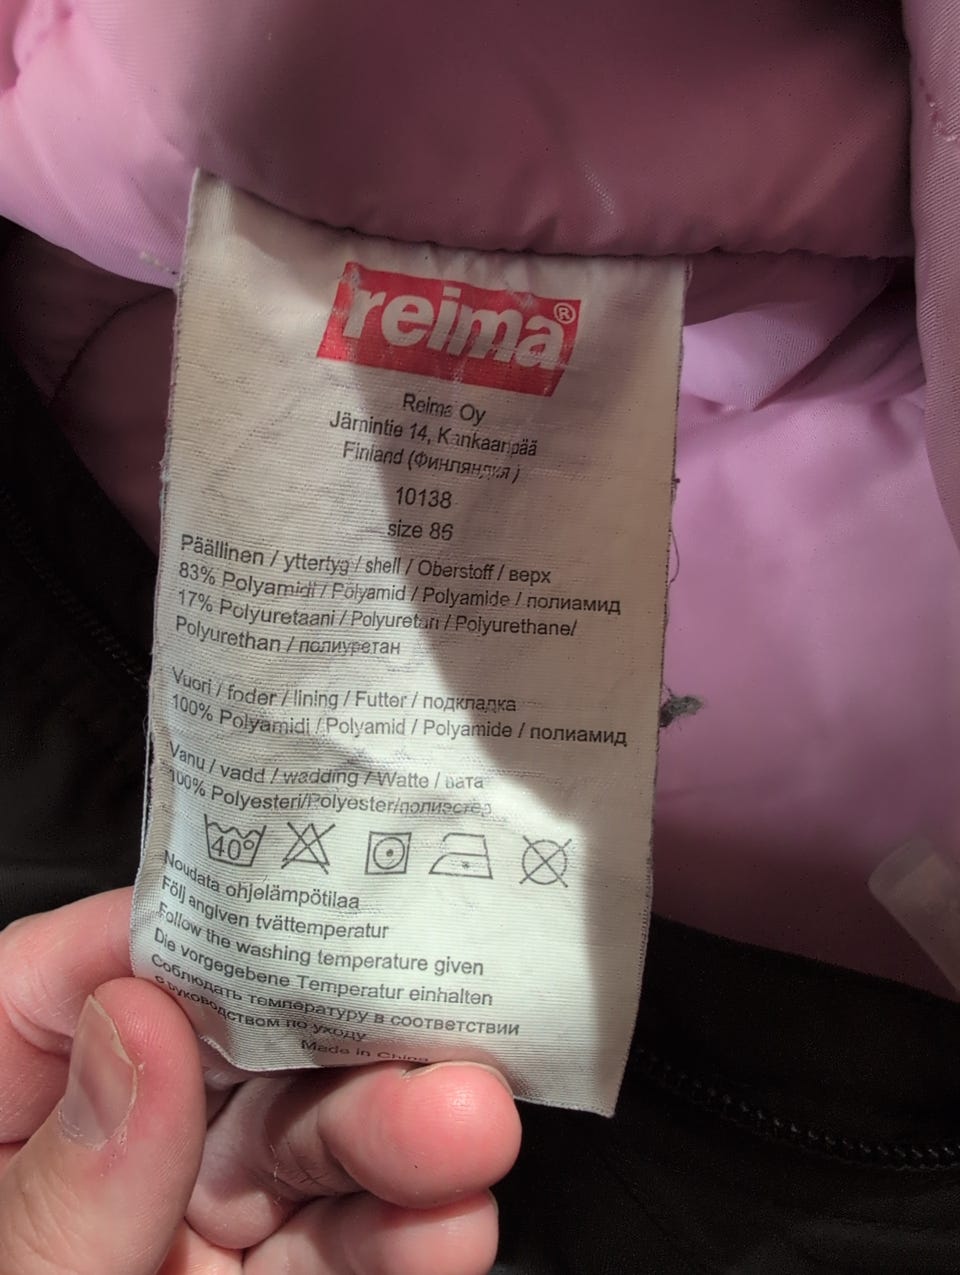 reima®
Reima Oy
Järnintie 14, Kankaanpää
Finland (Финляндия)
10138
size 86
Päällinen / yttertyg / shell / Oberstoff / верх
83% Polyamidi / Polyamid / Polyamide / полиамид
17% Polyuretaani / Polyuretan / Polyurethane/
Polyurethan / полиуретан
Vuori / foder / lining / Futter / подкладка
100% Polyamidi / Polyamid / Polyamide / полиамид
Vanu / vadd / wadding / Watte / вата
100% Polyesteri/Polyester/полиэстер
40°
Noudata ohjelämpötilaa
Följ angiven tvättemperatur
Follow the washing temperature given
Die vorgegebene Temperatur einhalten
Соблюдать температуру в соответствии
с руководством по уходу
Made in China